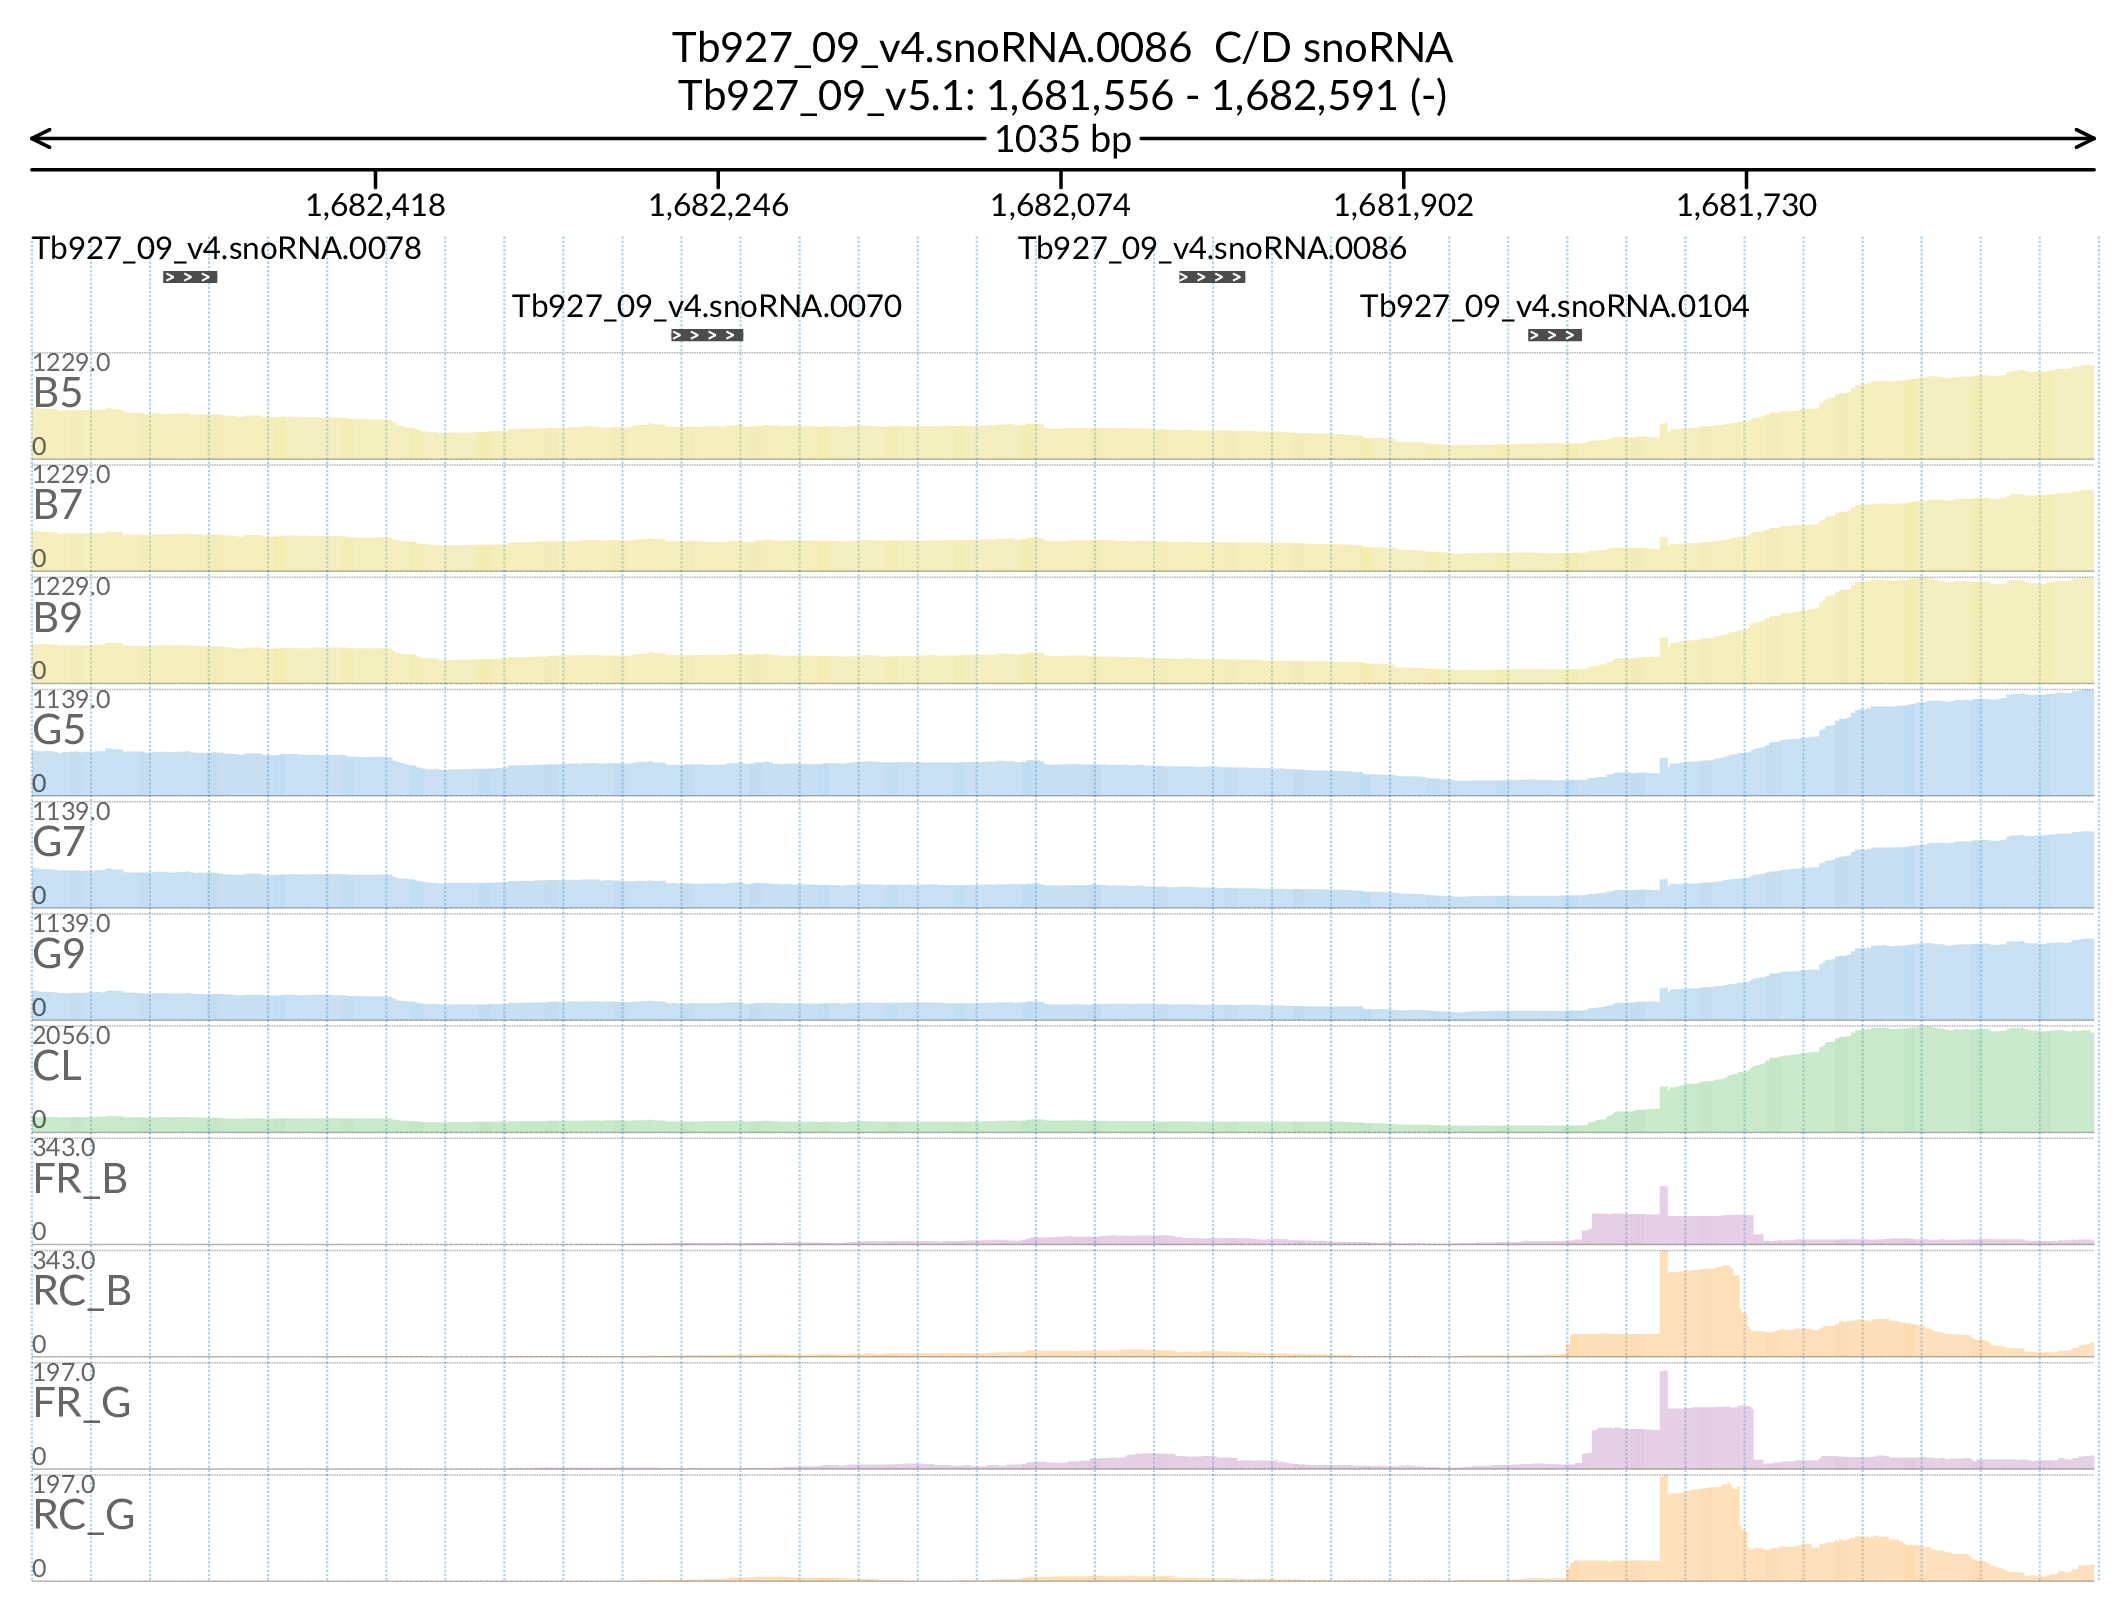 Tb927_09_v4.snoRNA.0086  C/D snoRNA
Tb927_09_v5.1: 1,681,556 - 1,682,591 (-)
1035 bp
1,682,418 1,682,246 1,682,074 1,681,902 1,681,730
Tb927_09_v4.snoRNA.0078 Tb927_09_v4.snoRNA.0086
Tb927_09_v4.snoRNA.0070 Tb927_09_v4.snoRNA.0104
1229.0
B5
0
1229.0
B7
0
1229.0
B9
0
1139.0
G5
0
1139.0
G7
0
1139.0
G9
0
2056.0
CL
0
343.0
FR_B
0
343.0
RC_B
0
197.0
FR_G
0
197.0
RC_G
0